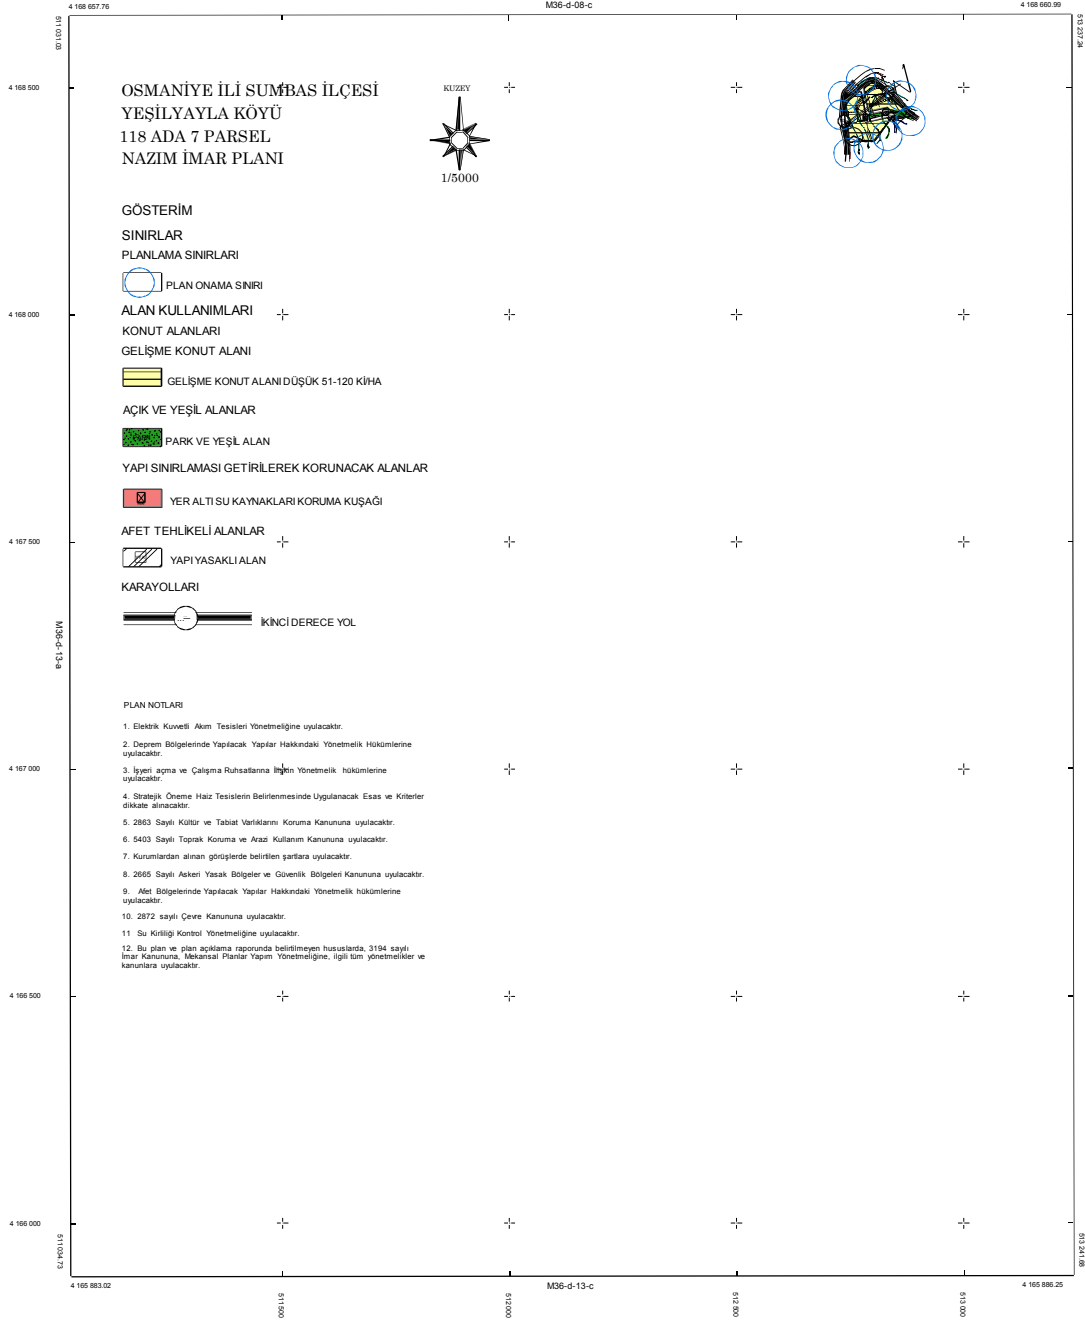 4 168 657.76
M36-d-08-c
4 168 660.99
511 031.03
513 237.24
4 168 500
OSMANİYE İLİ SUMBAS İLÇESİ
YEŞİLYAYLA KÖYÜ
118 ADA 7 PARSEL
NAZIM İMAR PLANI
KUZEY
1/5000
GÖSTERİM
SINIRLAR
PLANLAMA SINIRLARI
PLAN ONAMA SINIRI
4 168 000
ALAN KULLANIMLARI
KONUT ALANLARI
GELİŞME KONUT ALANI
GELİŞME KONUT ALANI DÜŞÜK 51-120 Kİ/HA
AÇIK VE YEŞİL ALANLAR
PARK VE YEŞİL ALAN
YAPI SINIRLAMASI GETİRİLEREK KORUNACAK ALANLAR
YER ALTI SU KAYNAKLARI KORUMA KUŞAĞI
AFET TEHLİKELİ ALANLAR
4 167 500
YAPI YASAKLI ALAN
KARAYOLLARI
İKİNCİ DERECE YOL
M36-d-13-a
PLAN NOTLARI
1. Elektrik Kuvvetli Akım Tesisleri Yönetmeliğine uyulacaktır.
2. Deprem Bölgelerinde Yapılacak Yapılar Hakkındaki Yönetmelik Hükümlerine
uyulacaktır.
4 167 000
3. İşyeri açma ve Çalışma Ruhsatlarına İlişkin Yönetmelik hükümlerine
uyulacaktır.
4. Stratejik Öneme Haiz Tesislerin Belirlenmesinde Uygulanacak Esas ve Kriterler
dikkate alınacaktır.
5. 2863 Sayılı Kültür ve Tabiat Varlıklarını Koruma Kanununa uyulacaktır.
6. 5403 Sayılı Toprak Koruma ve Arazi Kullanım Kanununa uyulacaktır.
7. Kurumlardan alınan görüşlerde belirtilen şartlara uyulacaktır.
8. 2665 Sayılı Askeri Yasak Bölgeler ve Güvenlik Bölgeleri Kanununa uyulacaktır.
9. Afet Bölgelerinde Yapılacak Yapılar Hakkındaki Yönetmelik hükümlerine
uyulacaktır.
10. 2872 sayılı Çevre Kanununa uyulacaktır.
11 Su Kirliliği Kontrol Yönetmeliğine uyulacaktır.
12. Bu plan ve plan açıklama raporunda belirtilmeyen hususlarda, 3194 sayılı
İmar Kanununa, Mekansal Planlar Yapım Yönetmeliğine, ilgili tüm yönetmelikler ve
kanunlara uyulacaktır.
4 166 500
4 166 000
511 034.73
513 241.68
4 165 883.02
M36-d-13-c
4 165 886.25
511 500
512 000
512 500
513 000